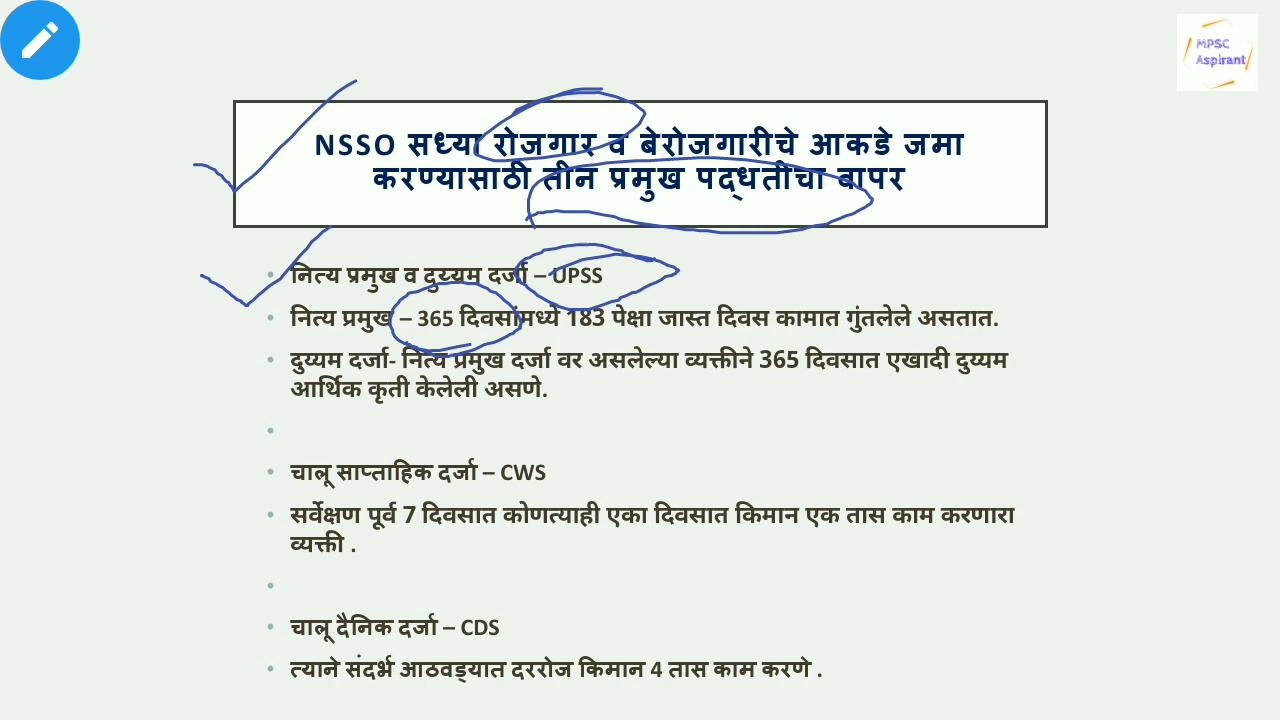 MPSC
Aspirant
NSSO सध्या रोजगार व बेरोजगारीचे आकडे जमा
करण्यासाठी तीन प्रमुख पद्धतीचा वापर
• नित्य प्रमुख व दुय्यम दर्जा – UPSS
• नित्य प्रमुख – 365 दिवसांमध्ये 183 पेक्षा जास्त दिवस कामात गुंतलेले असतात.
• दुय्यम दर्जा- नित्य प्रमुख दर्जा वर असलेल्या व्यक्तीने 365 दिवसात एखादी दुय्यम
आर्थिक कृती केलेली असणे.
•
• चालू साप्ताहिक दर्जा – CWS
• सर्वेक्षण पूर्व 7 दिवसात कोणत्याही एका दिवसात किमान एक तास काम करणारा
व्यक्ती .
•
• चालू दैनिक दर्जा – CDS
• त्याने संदर्भ आठवड्यात दररोज किमान 4 तास काम करणे .